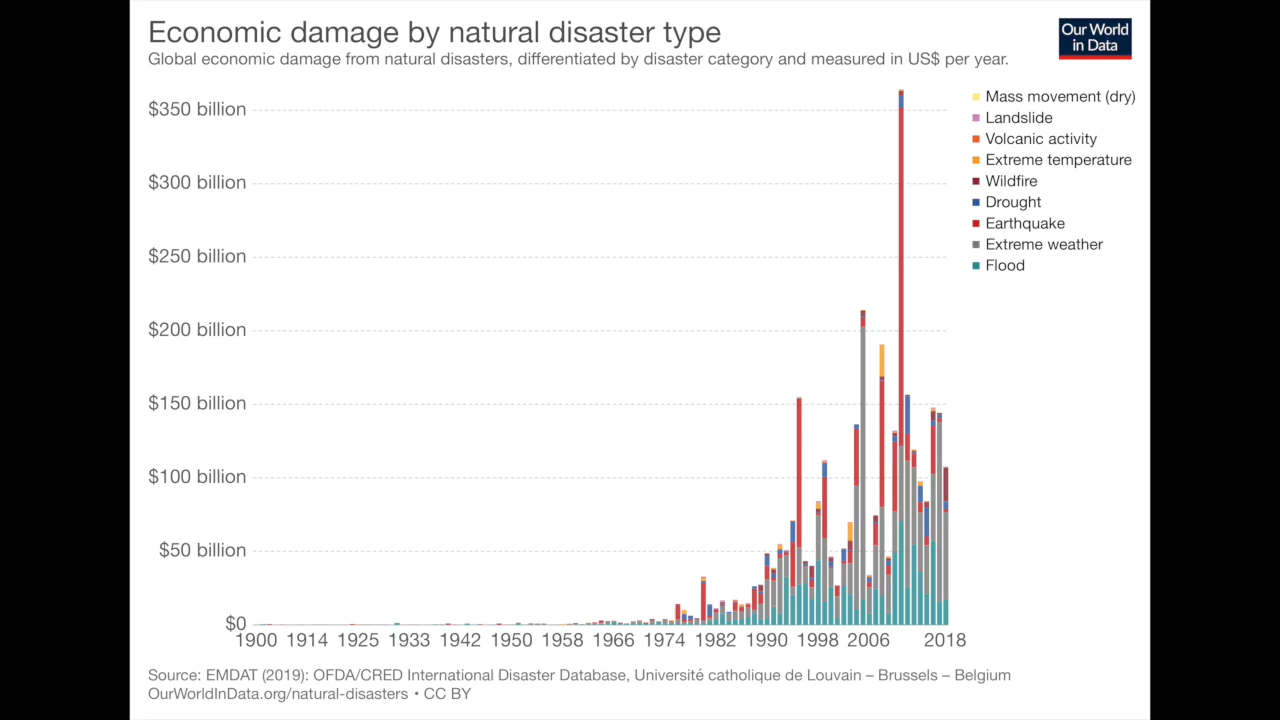 Economic damage by natural disaster type
Global economic damage from natural disasters, differentiated by disaster category and measured in US$ per year.
Our World
in Data
$350 billion
$300 billion
$250 billion
$200 billion
$150 billion
$100 billion
$50 billion
$0
1900 1914 1925 1933 1942 1950 1958 1966 1974 1982 1990 1998 2006 2018
Mass movement (dry)
Landslide
Volcanic activity
Extreme temperature
Wildfire
Drought
Earthquake
Extreme weather
Flood
Source: EMDAT (2019): OFDA/CRED International Disaster Database, Université catholique de Louvain – Brussels – Belgium
OurWorldInData.org/natural-disasters • CC BY